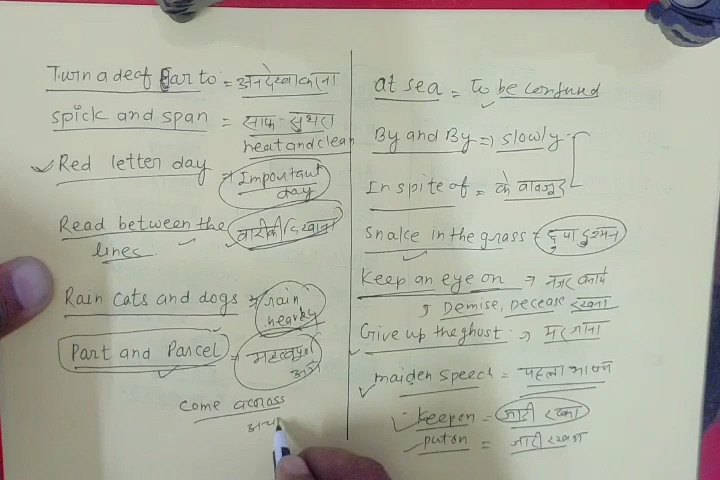 Turn a deaf Ear to = अनदेखा करना
spick and span = साफ-सुथरा
neat and clean
Red letter day = Important
day
Read between the
lines
Rain cats and dogs = rain
heavily
Part and Parcel = महत्वपूर्ण
अंग
come across
at sea = to be confused
By and By = slowly
In spite of = के बावजूद
snake in the grass = छुपा दुश्मन
Keep an eye on = नजर बनाये
रखना
Demise, Decease
Give up the ghost = मर जाना
maiden speech = पहला भाषण
keep on = जारी रखना
put on = जारी रखना